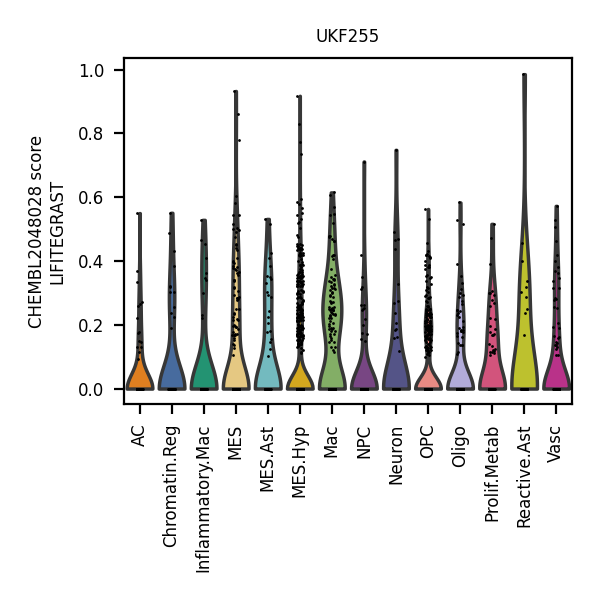 UKF255
CHEMBL2048028 score
LIFITEGRAST
1.0
0.8
0.6
0.4
0.2
0.0
AC
Chromatin.Reg
Inflammatory.Mac
MES
MES.Ast
MES.Hyp
Mac
NPC
Neuron
OPC
Oligo
Prolif.Metab
Reactive.Ast
Vasc